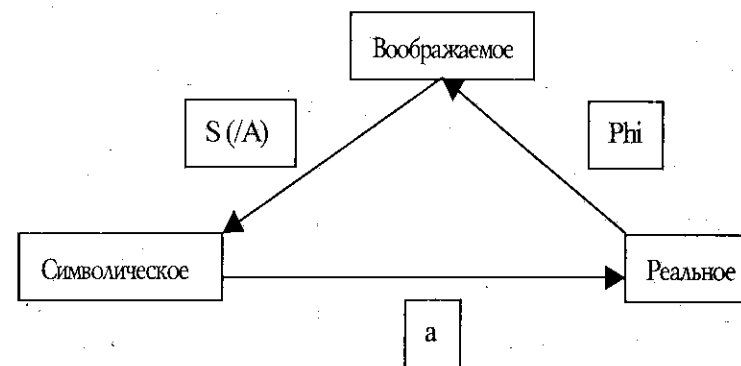 Воображаемое
S (/A)
Phi
Символическое
Реальное
a